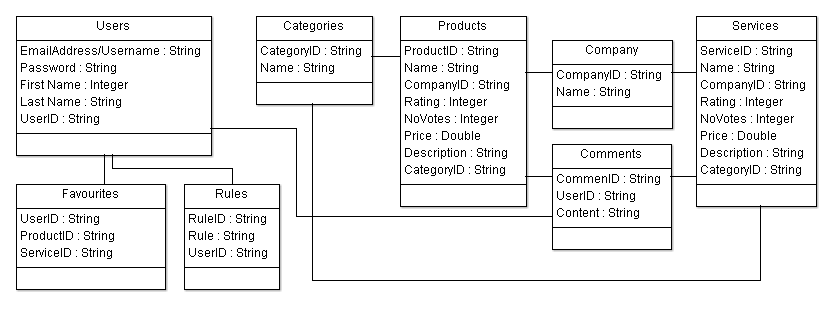 Users
EmailAddress/Username : String
Password : String
First Name : Integer
Last Name : String
UserID : String
Categories
CategoryID : String
Name : String
Products
ProductID : String
Name : String
CompanyID : String
Rating : Integer
NoVotes : Integer
Price : Double
Description : String
CategoryID : String
Company
CompanyID : String
Name : String
Services
ServiceID : String
Name : String
CompanyID : String
Rating : Integer
NoVotes : Integer
Price : Double
Description : String
CategoryID : String
Comments
CommenID : String
UserID : String
Content : String
Favourites
UserID : String
ProductID : String
ServiceID : String
Rules
RuleID : String
Rule : String
UserID : String